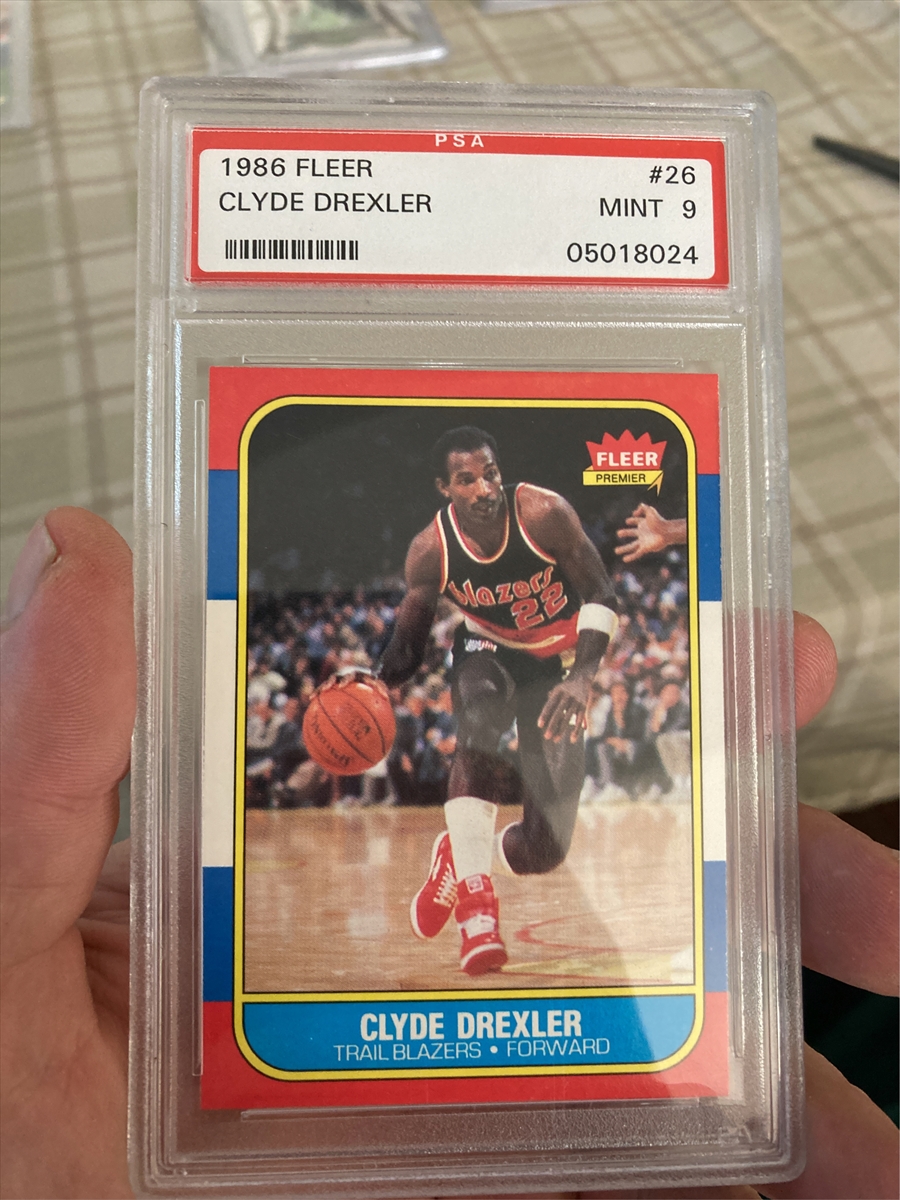 PSA
1986 FLEER #26
CLYDE DREXLER MINT 9
05018024
FLEER
PREMIER
blazers
22
CLYDE DREXLER
TRAIL BLAZERS • FORWARD